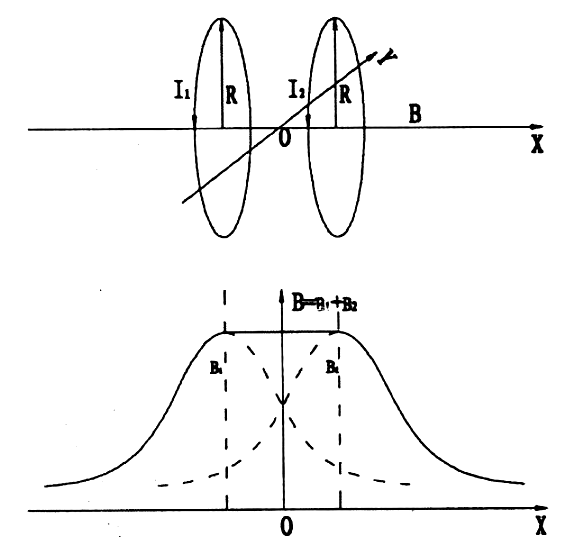 Y
I₁ R I₂ R
B
O
X
B=B₁+B₂
B₁ B₂
O
X